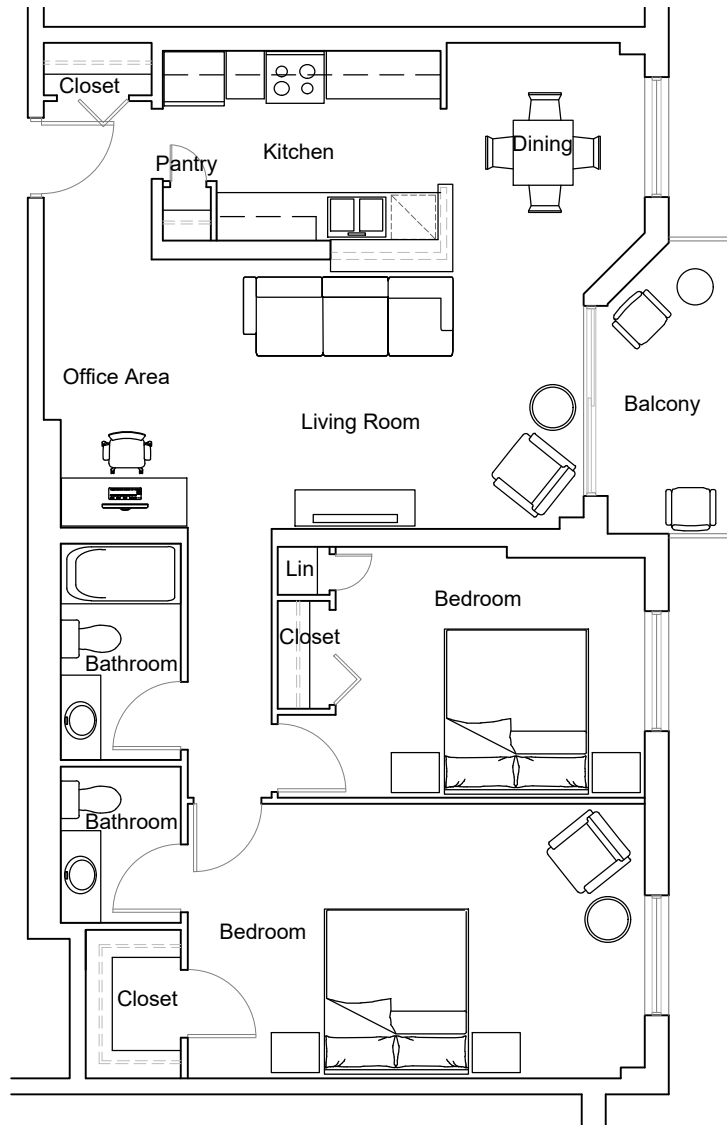 Closet
Kitchen
Dining
Pantry
Office Area
Living Room
Balcony
Lin
Bedroom
Closet
Bathroom
Bathroom
Bedroom
Closet